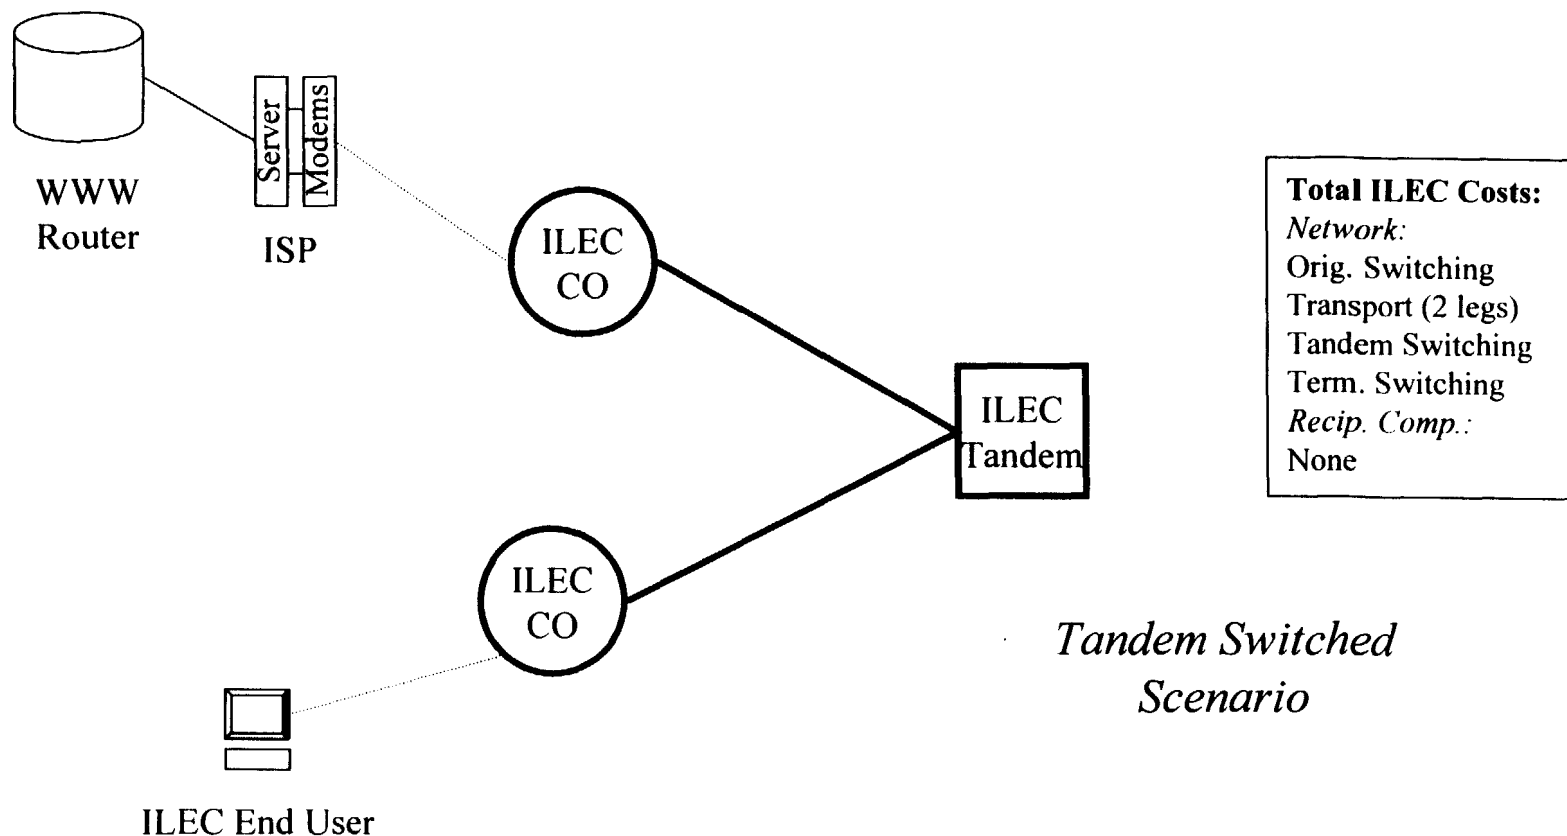 WWW
Router
Server
Modems
ISP
ILEC
CO
ILEC
Tandem
Total ILEC Costs:
Network:
Orig. Switching
Transport (2 legs)
Tandem Switching
Term. Switching
Recip. Comp.:
None
ILEC
CO
ILEC End User
Tandem Switched
Scenario